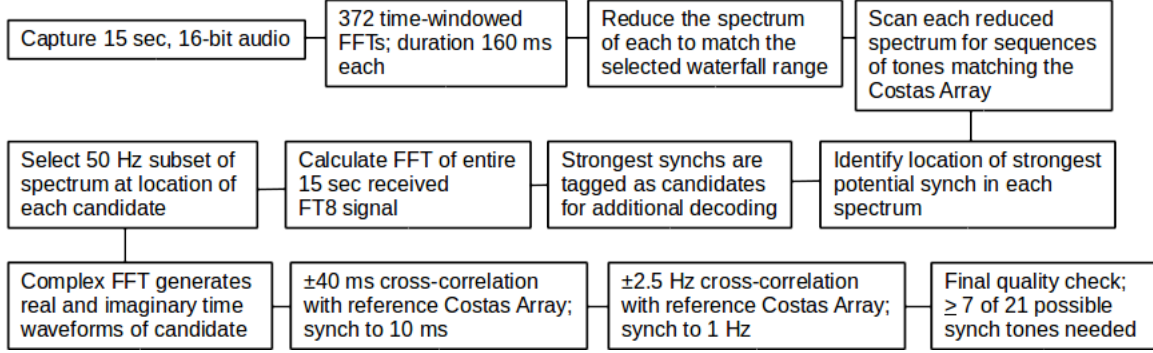 Capture 15 sec, 16-bit audio
372 time-windowed
FFTs; duration 160 ms
each
Reduce the spectrum
of each to match the
selected waterfall range
Scan each reduced
spectrum for sequences
of tones matching the
Costas Array
Identify location of strongest
potential synch in each
spectrum
Strongest synchs are
tagged as candidates
for additional decoding
Calculate FFT of entire
15 sec received
FT8 signal
Select 50 Hz subset of
spectrum at location of
each candidate
Complex FFT generates
real and imaginary time
waveforms of candidate
±40 ms cross-correlation
with reference Costas Array;
synch to 10 ms
±2.5 Hz cross-correlation
with reference Costas Array;
synch to 1 Hz
Final quality check;
≥ 7 of 21 possible
synch tones needed